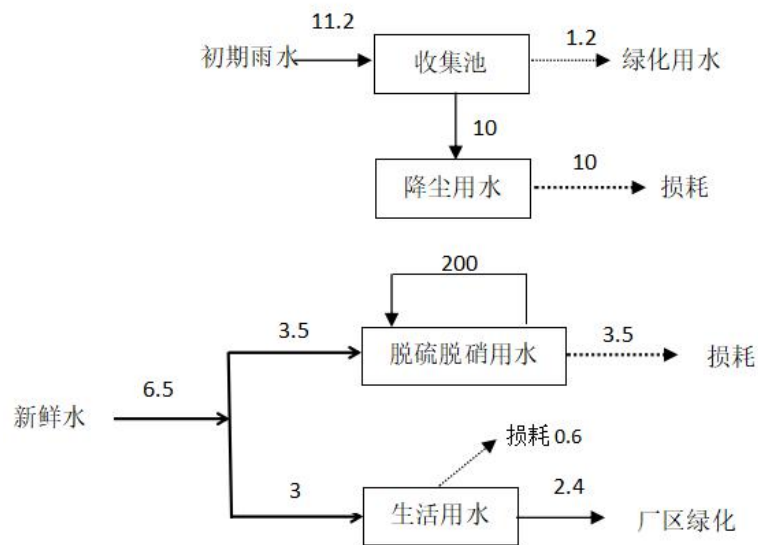 11.2
初期雨水
收集池
1.2
绿化用水
10
降尘用水
10
损耗
200
3.5
脱硫脱硝用水
3.5
损耗
6.5
新鲜水
损耗 0.6
3
生活用水
2.4
厂区绿化